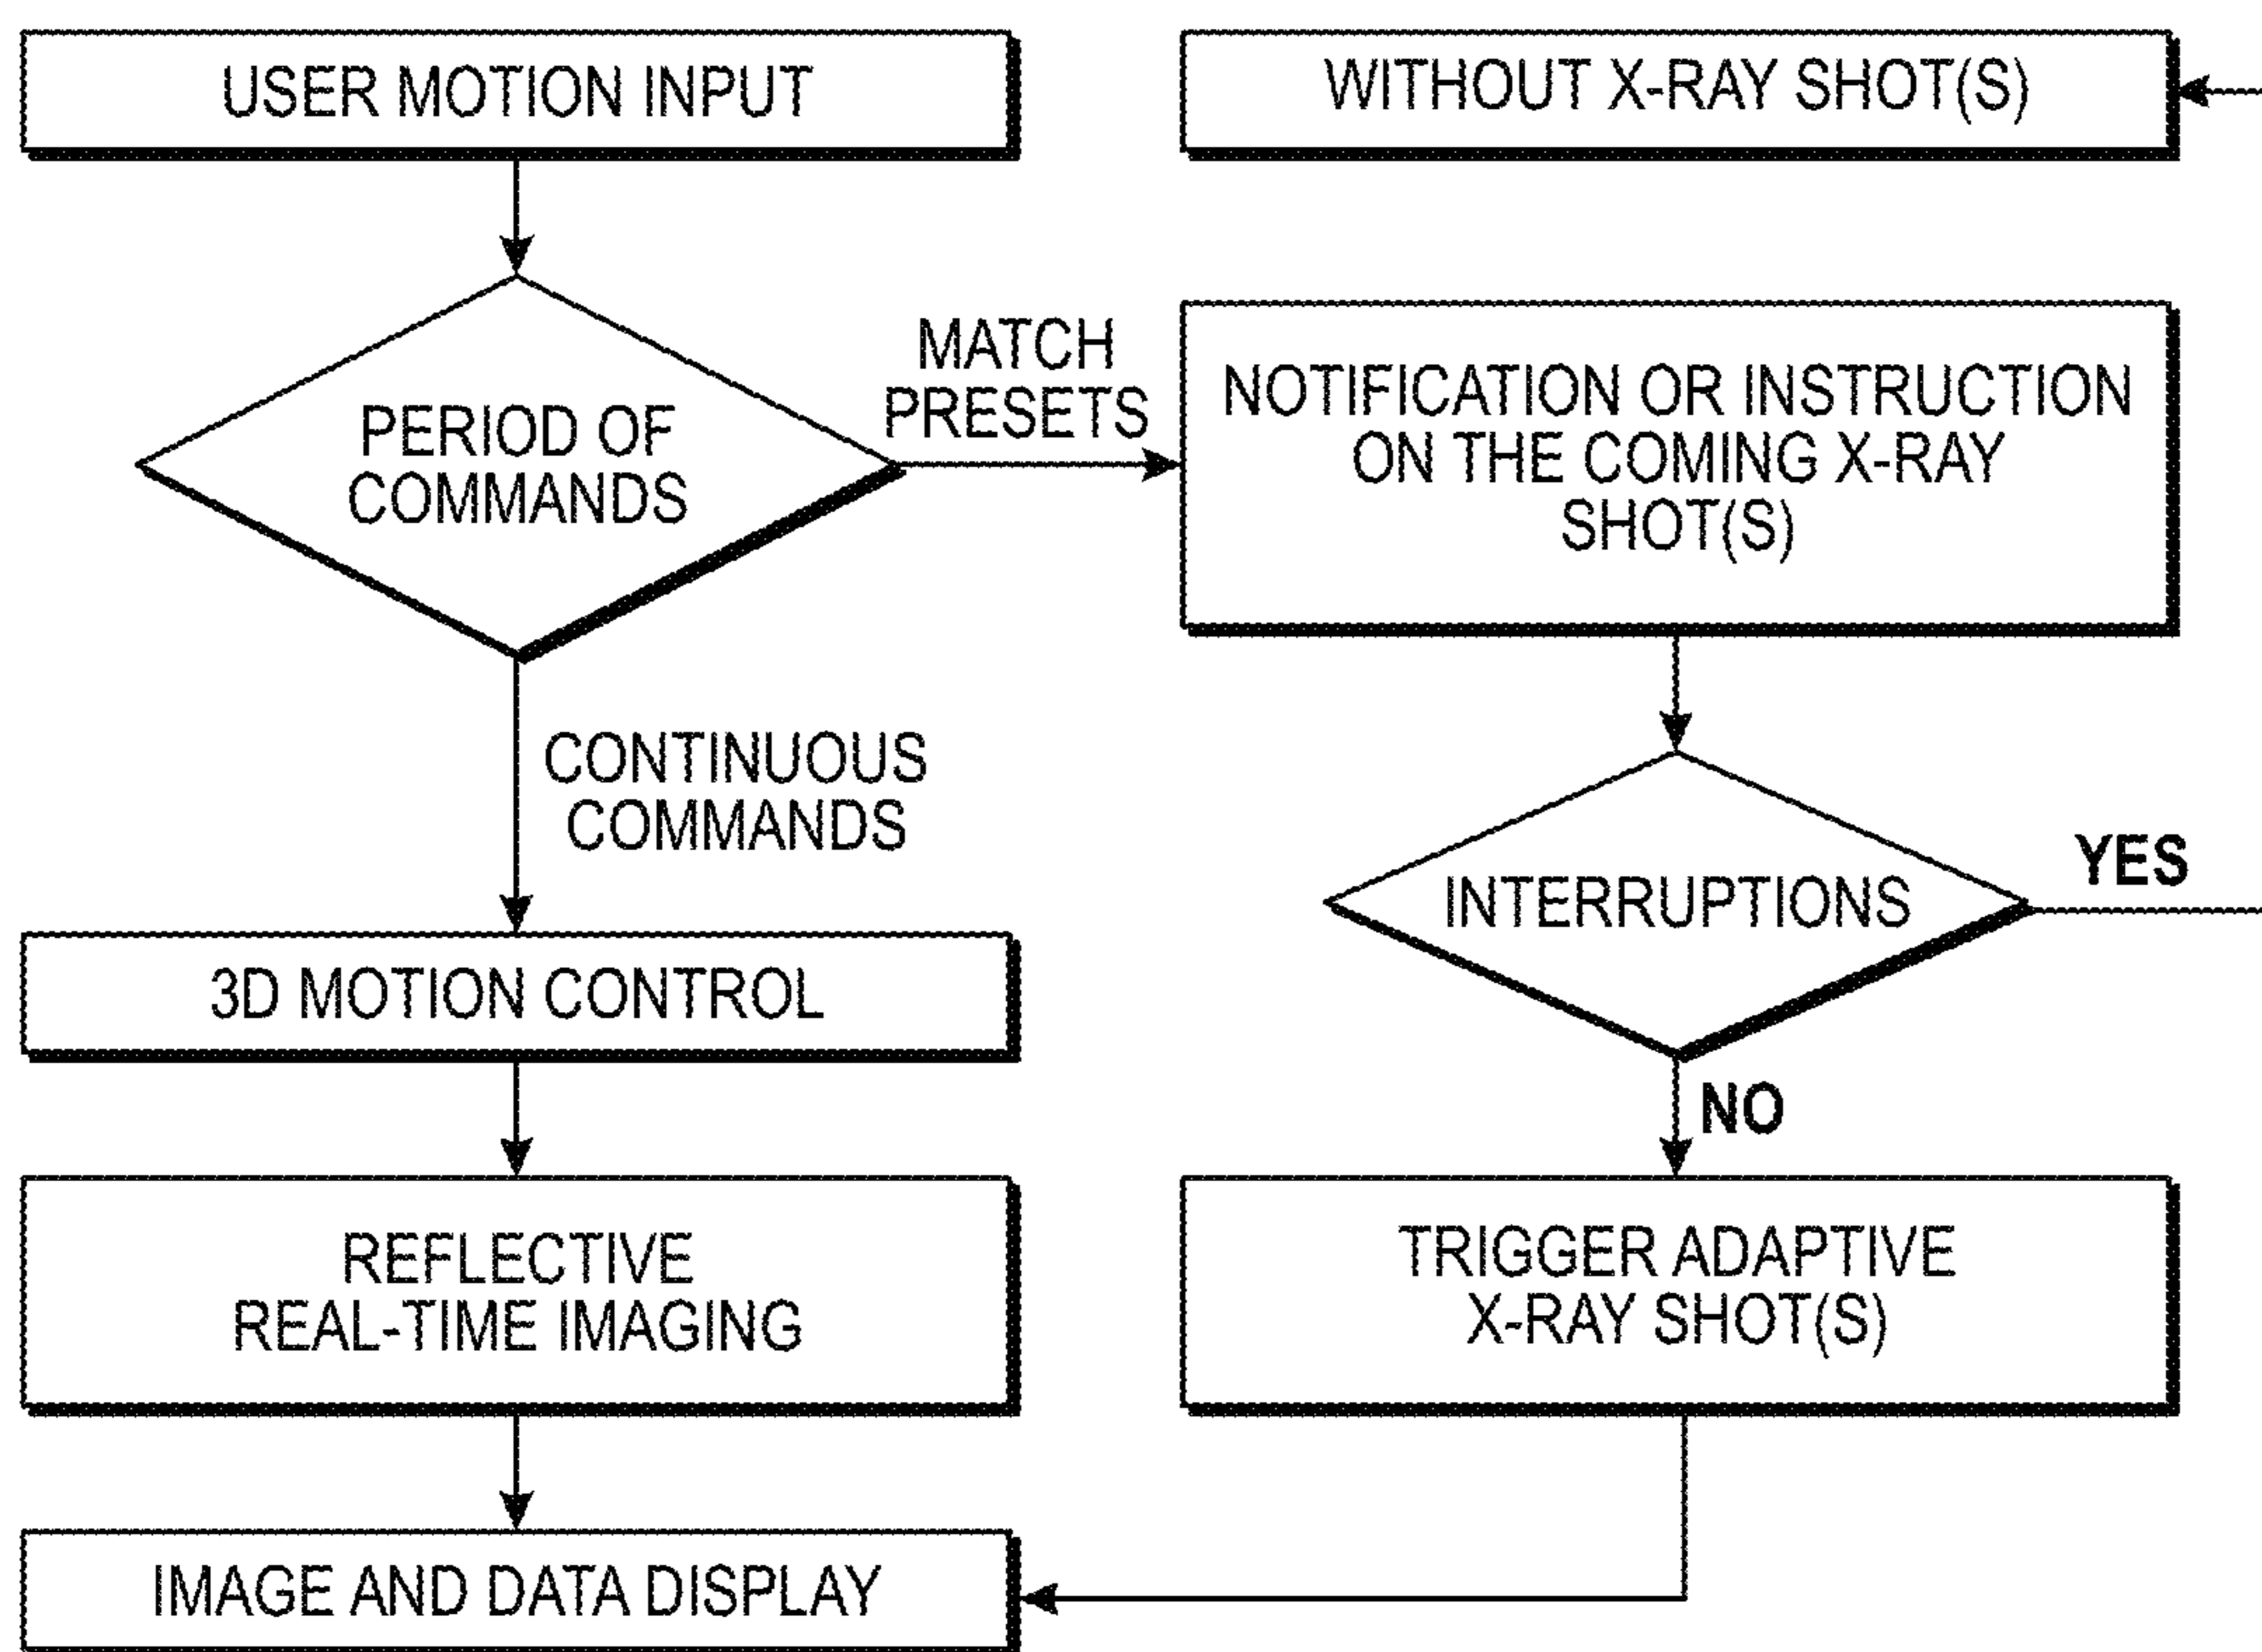 USER MOTION INPUT
WITHOUT X-RAY SHOT(S)
PERIOD OF
COMMANDS
MATCH
PRESETS
NOTIFICATION OR INSTRUCTION
ON THE COMING X-RAY
SHOT(S)
CONTINUOUS
COMMANDS
INTERRUPTIONS
YES
3D MOTION CONTROL
NO
REFLECTIVE
REAL-TIME IMAGING
TRIGGER ADAPTIVE
X-RAY SHOT(S)
IMAGE AND DATA DISPLAY